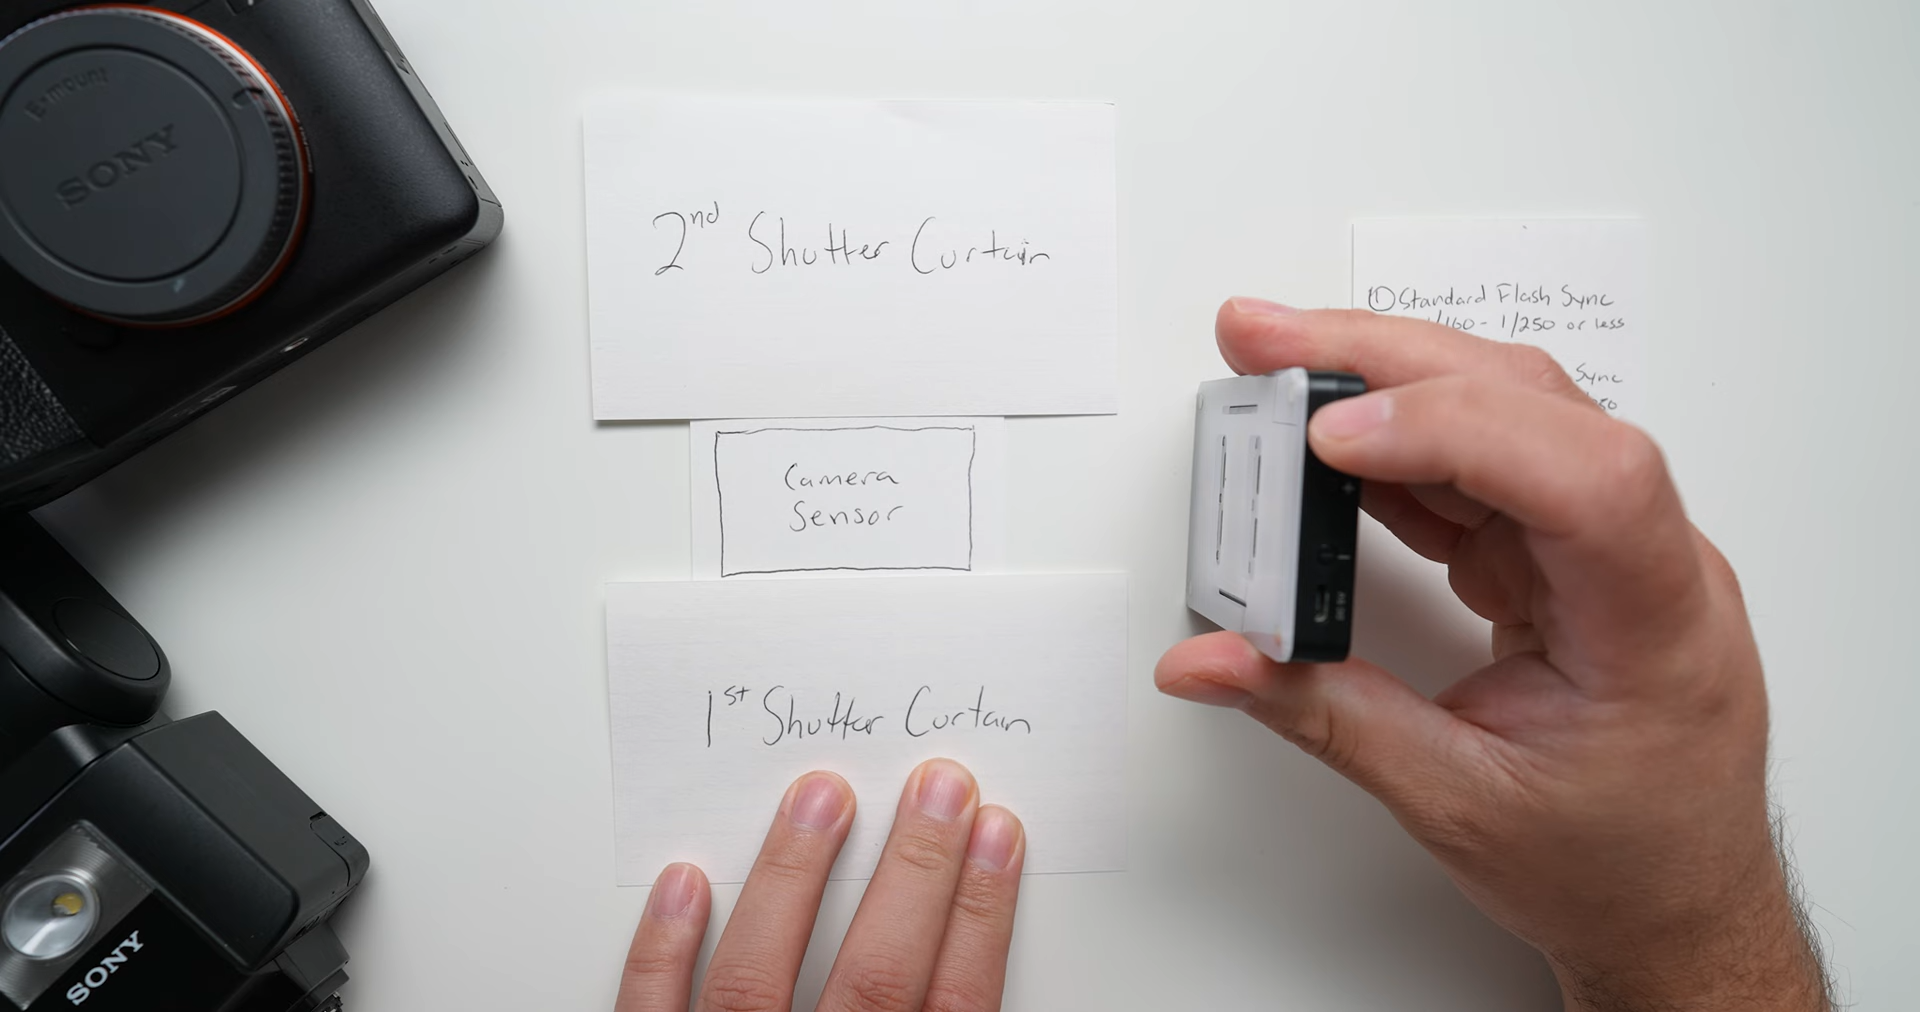 E-mount
SONY
2nd Shutter Curtain
Camera
Sensor
1st Shutter Curtain
① Standard Flash Sync
1/160 - 1/250 or less
Sync
SONY